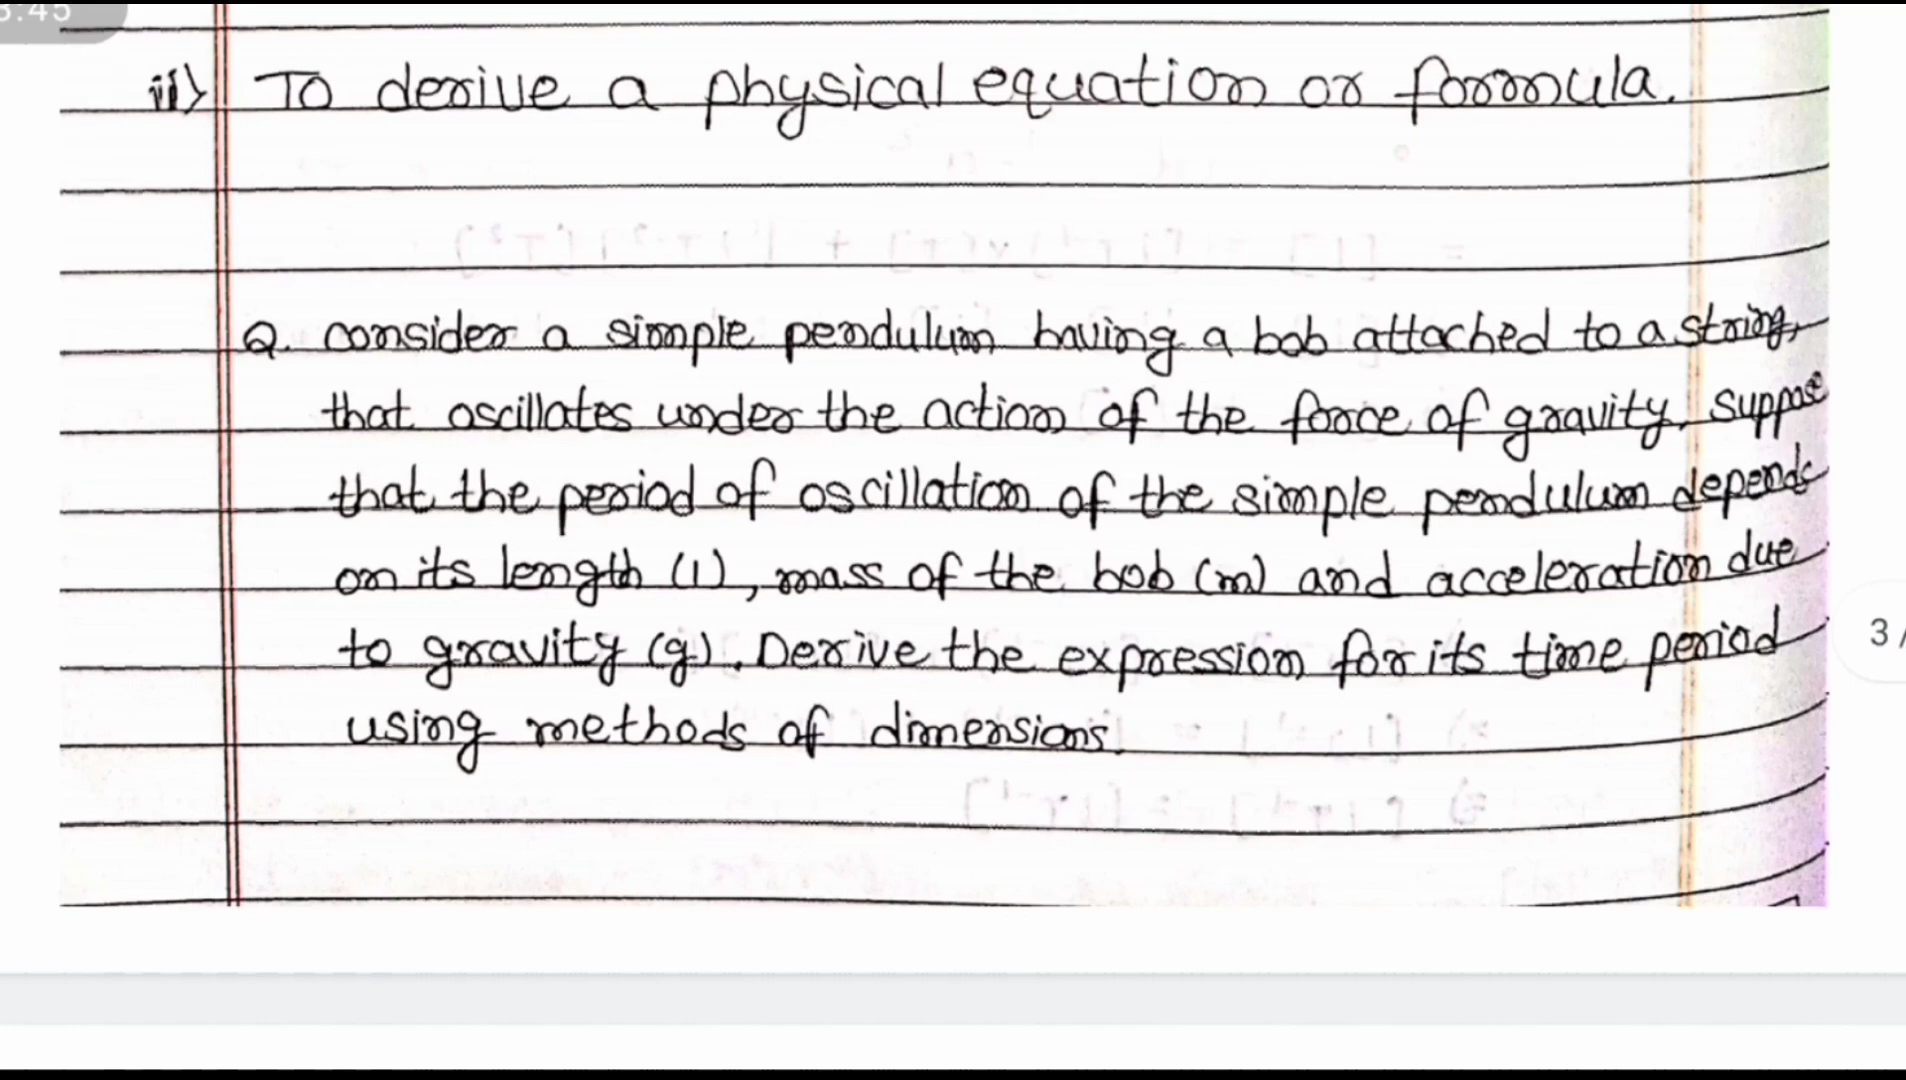 3:45
ii) To derive a physical equation or formula.
Q. consider a simple pendulum having a bob attached to a string,
that oscillates under the action of the force of gravity. Suppose
that the period of oscillation of the simple pendulum depends
on its length (l), mass of the bob (m) and acceleration due
to gravity (g). Derive the expression for its time period
using methods of dimensions.
3/